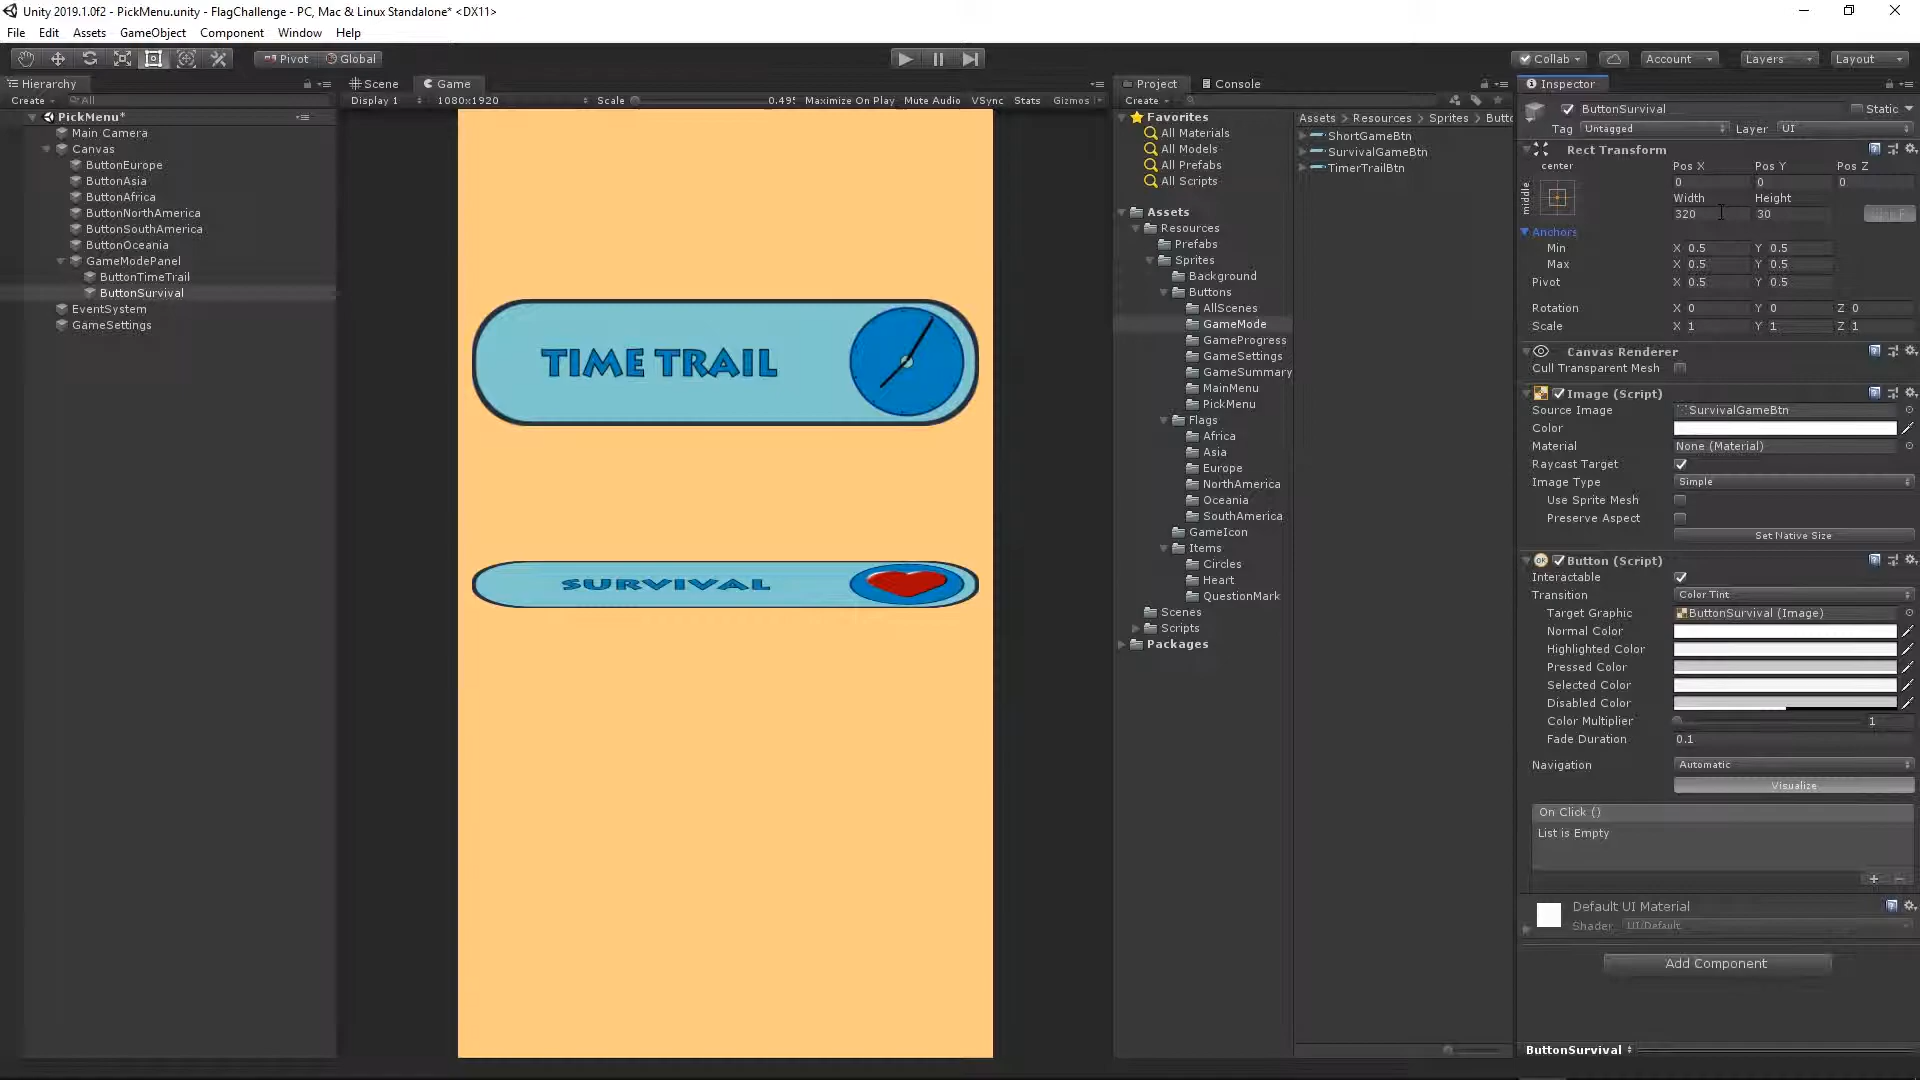 Unity 2019.1.0f2 - PickMenu.unity - FlagChallenge - PC, Mac & Linux Standalone* <DX11>
File Edit Assets GameObject Component Window Help
Pivot Global Collab Account Layers Layout
Hierarchy
Create All
PickMenu*
Main Camera
Canvas
ButtonEurope
ButtonAsia
ButtonAfrica
ButtonNorthAmerica
ButtonSouthAmerica
ButtonOceania
GameModePanel
ButtonTimeTrail
ButtonSurvival
EventSystem
GameSettings
Scene Game
Display 1 1080x1920 Scale 0.495 Maximize On Play Mute Audio VSync Stats Gizmos
TIME TRAIL
SURVIVAL
Project Console
Create
Favorites
All Materials
All Models
All Prefabs
All Scripts
Assets
Resources
Prefabs
Sprites
Background
Buttons
AllScenes
GameMode
GameProgress
GameSettings
GameSummary
MainMenu
PickMenu
Flags
Africa
Asia
Europe
NorthAmerica
Oceania
SouthAmerica
GameIcon
Items
Circles
Heart
QuestionMark
Scenes
Scripts
Packages
Assets > Resources > Sprites > Butto
ShortGameBtn
SurvivalGameBtn
TimerTrailBtn
Inspector
ButtonSurvival Static
Tag Untagged Layer UI
Rect Transform
center Pos X Pos Y Pos Z
middle 0 0 0
Width Height
320 30
Anchors
Min X 0.5 Y 0.5
Max X 0.5 Y 0.5
Pivot X 0.5 Y 0.5
Rotation X 0 Y 0 Z 0
Scale X 1 Y 1 Z 1
Canvas Renderer
Cull Transparent Mesh
Image (Script)
Source Image SurvivalGameBtn
Color
Material None (Material)
Raycast Target
Image Type Simple
Use Sprite Mesh
Preserve Aspect
Set Native Size
Button (Script)
Interactable
Transition Color Tint
Target Graphic ButtonSurvival (Image)
Normal Color
Highlighted Color
Pressed Color
Selected Color
Disabled Color
Color Multiplier 1
Fade Duration 0.1
Navigation Automatic
Visualize
On Click ()
List is Empty
Default UI Material
Shader UI/Default
Add Component
ButtonSurvival